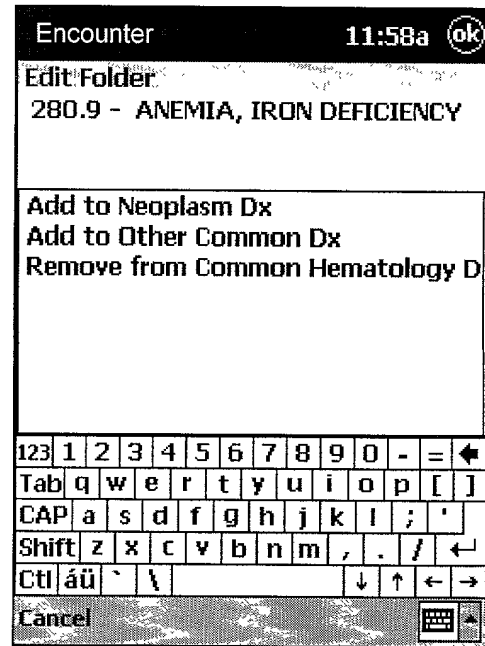 Encounter 11:58a ok
Edit Folder
280.9 - ANEMIA, IRON DEFICIENCY
Add to Neoplasm Dx
Add to Other Common Dx
Remove from Common Hematology D
123 1 2 3 4 5 6 7 8 9 0 - =
Tab q w e r t y u i o p [ ]
CAP a s d f g h j k l ; '
Shift z x c v b n m , . /
Ctl áü ` \ ↓ ↑ ← →
Cancel